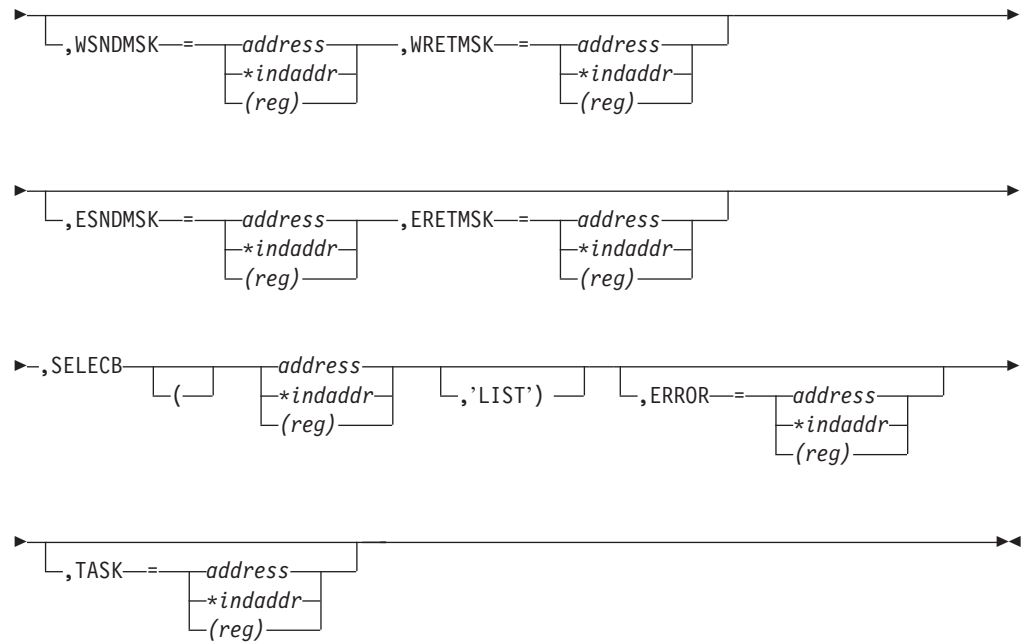 ,WSNDMSK = address ,WRETMSK = address
*indaddr *indaddr
(reg) (reg)
,ESNDMSK = address ,ERETMSK = address
*indaddr *indaddr
(reg) (reg)
,SELECB ( address ,’LIST’) ,ERROR = address
*indaddr *indaddr
(reg) (reg)
,TASK = address
*indaddr
(reg)